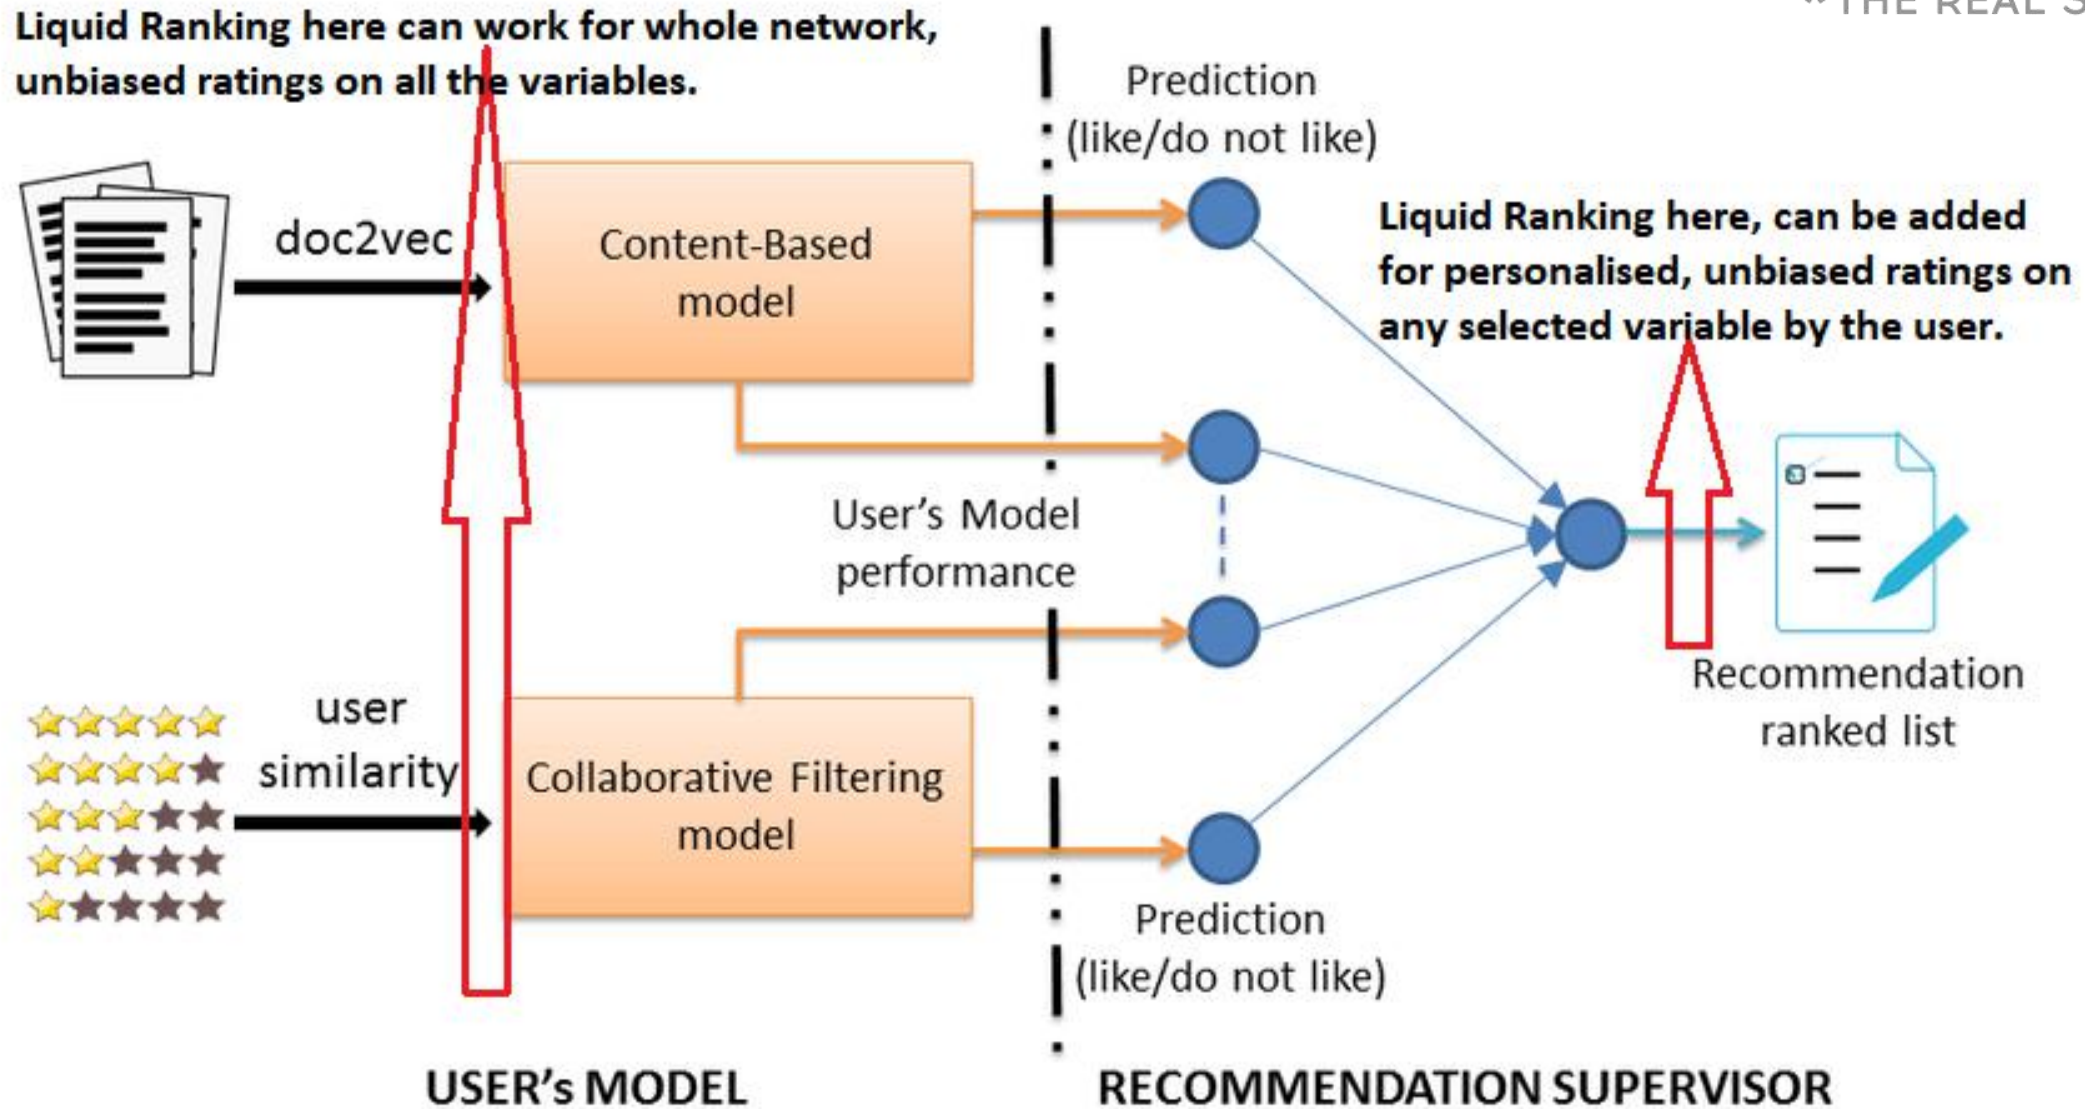 "THE REAL S
Liquid Ranking here can work for whole network,
unbiased ratings on all the variables.
Prediction
(like/do not like)
doc2vec
Content-Based
model
Liquid Ranking here, can be added
for personalised, unbiased ratings on
any selected variable by the user.
User's Model
performance
user
similarity
Collaborative Filtering
model
Recommendation
ranked list
Prediction
(like/do not like)
USER's MODEL
RECOMMENDATION SUPERVISOR